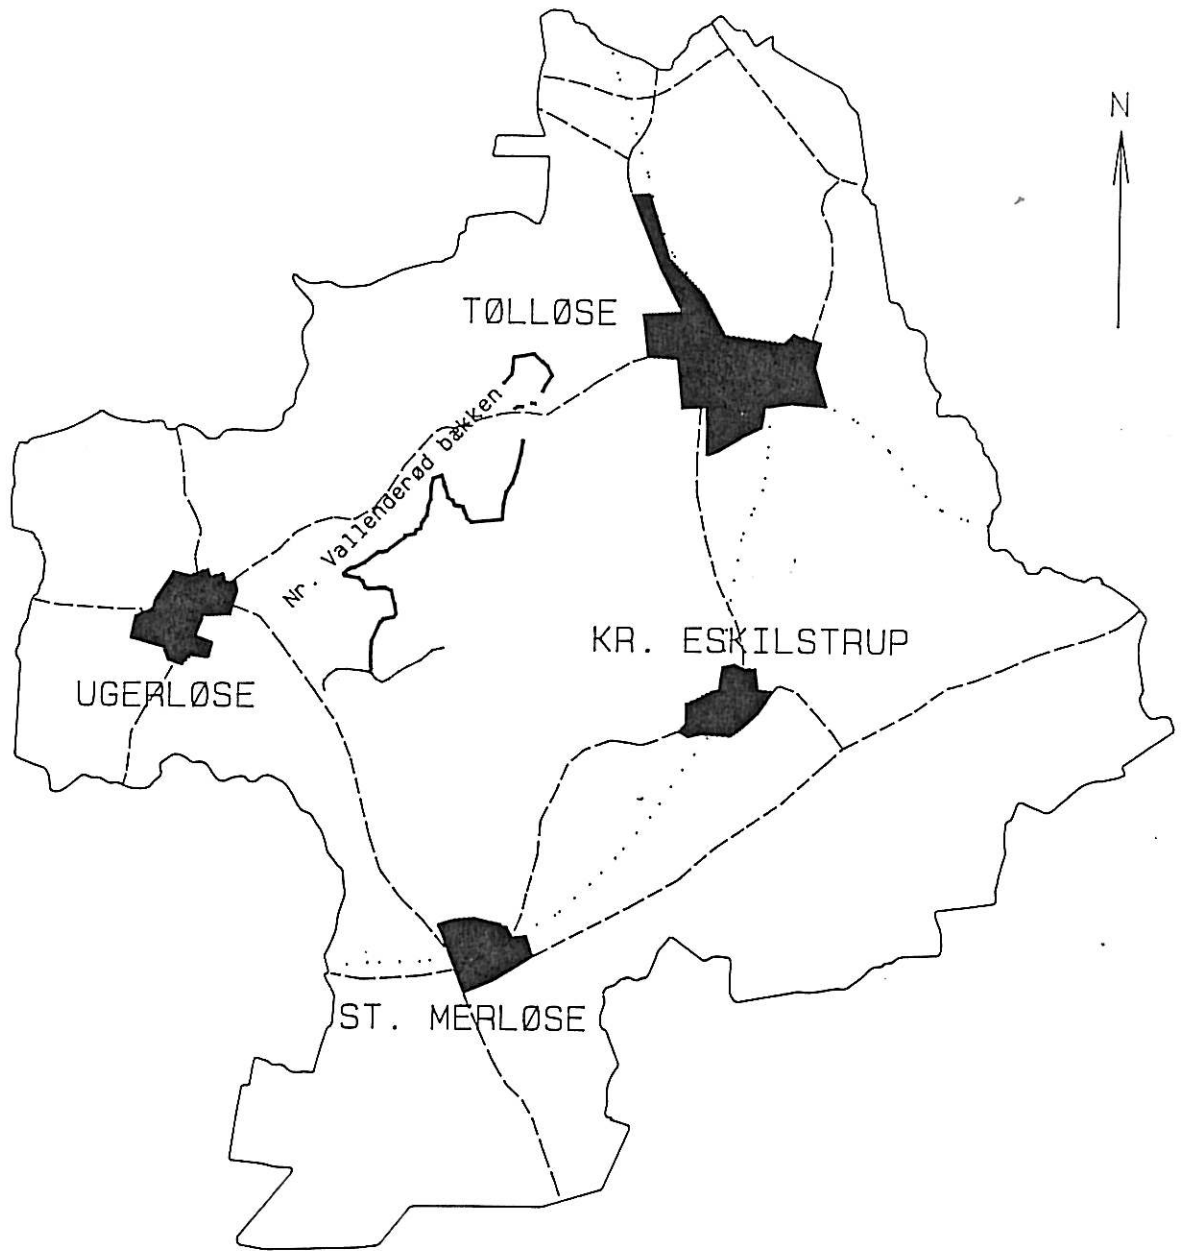 N
TØLLØSE
Nr. Vallenderød bækken
KR. ESKILSTRUP
UGERLØSE
ST. MERLØSE